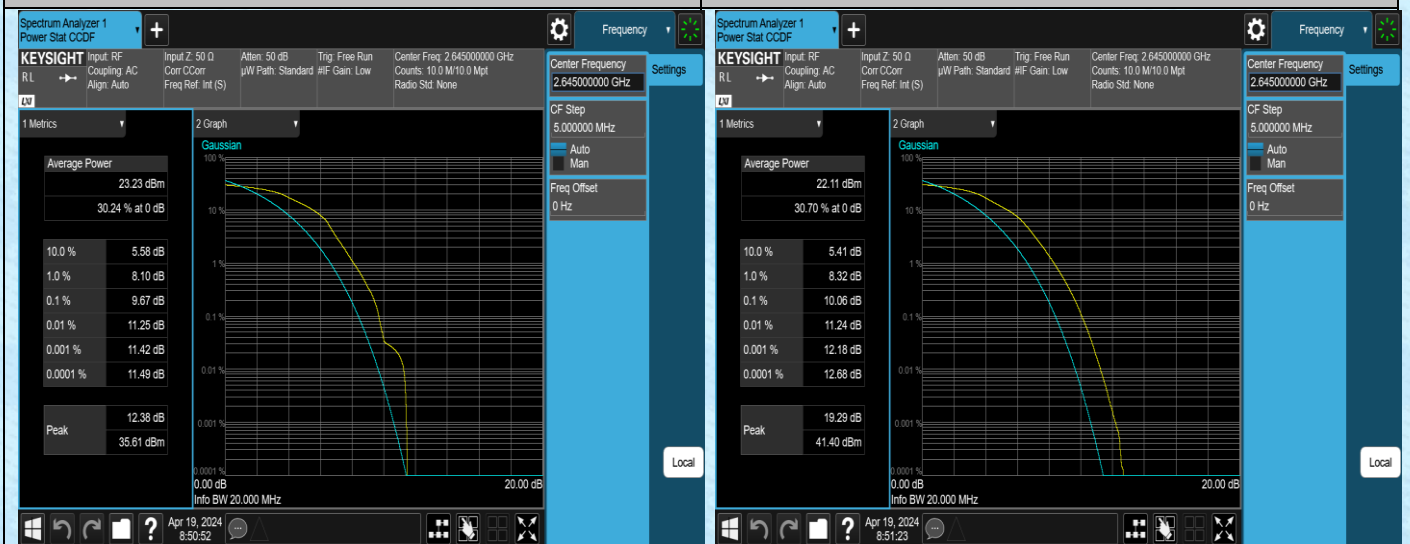 Spectrum Analyzer 1
Power Stat CCDF
+
Frequency
KEYSIGHT
RL
LXI
Input: RF
Coupling: AC
Align: Auto
Input Z: 50 Ω
Corr CCorr
Freq Ref: Int (S)
Atten: 50 dB
µW Path: Standard
Trig: Free Run
#IF Gain: Low
Center Freq: 2.645000000 GHz
Counts: 10.0 M/10.0 Mpt
Radio Std: None
Center Frequency
2.645000000 GHz
Settings
CF Step
5.000000 MHz
Auto
Man
Freq Offset
0 Hz
1 Metrics
Average Power
23.23 dBm
30.24 % at 0 dB
10.0 % 5.58 dB
1.0 % 8.10 dB
0.1 % 9.67 dB
0.01 % 11.25 dB
0.001 % 11.42 dB
0.0001 % 11.49 dB
Peak
12.38 dB
35.61 dBm
2 Graph
Gaussian
100 %
10 %
1 %
0.1 %
0.01 %
0.001 %
0.0001 %
0.00 dB 20.00 dB
Info BW 20.000 MHz
Local
?
Apr 19, 2024
8:50:52
Spectrum Analyzer 1
Power Stat CCDF
+
Frequency
KEYSIGHT
RL
LXI
Input: RF
Coupling: AC
Align: Auto
Input Z: 50 Ω
Corr CCorr
Freq Ref: Int (S)
Atten: 50 dB
µW Path: Standard
Trig: Free Run
#IF Gain: Low
Center Freq: 2.645000000 GHz
Counts: 10.0 M/10.0 Mpt
Radio Std: None
Center Frequency
2.645000000 GHz
Settings
CF Step
5.000000 MHz
Auto
Man
Freq Offset
0 Hz
1 Metrics
Average Power
22.11 dBm
30.70 % at 0 dB
10.0 % 5.41 dB
1.0 % 8.32 dB
0.1 % 10.06 dB
0.01 % 11.24 dB
0.001 % 12.18 dB
0.0001 % 12.68 dB
Peak
19.29 dB
41.40 dBm
2 Graph
Gaussian
100 %
10 %
1 %
0.1 %
0.01 %
0.001 %
0.0001 %
0.00 dB 20.00 dB
Info BW 20.000 MHz
Local
?
Apr 19, 2024
8:51:23